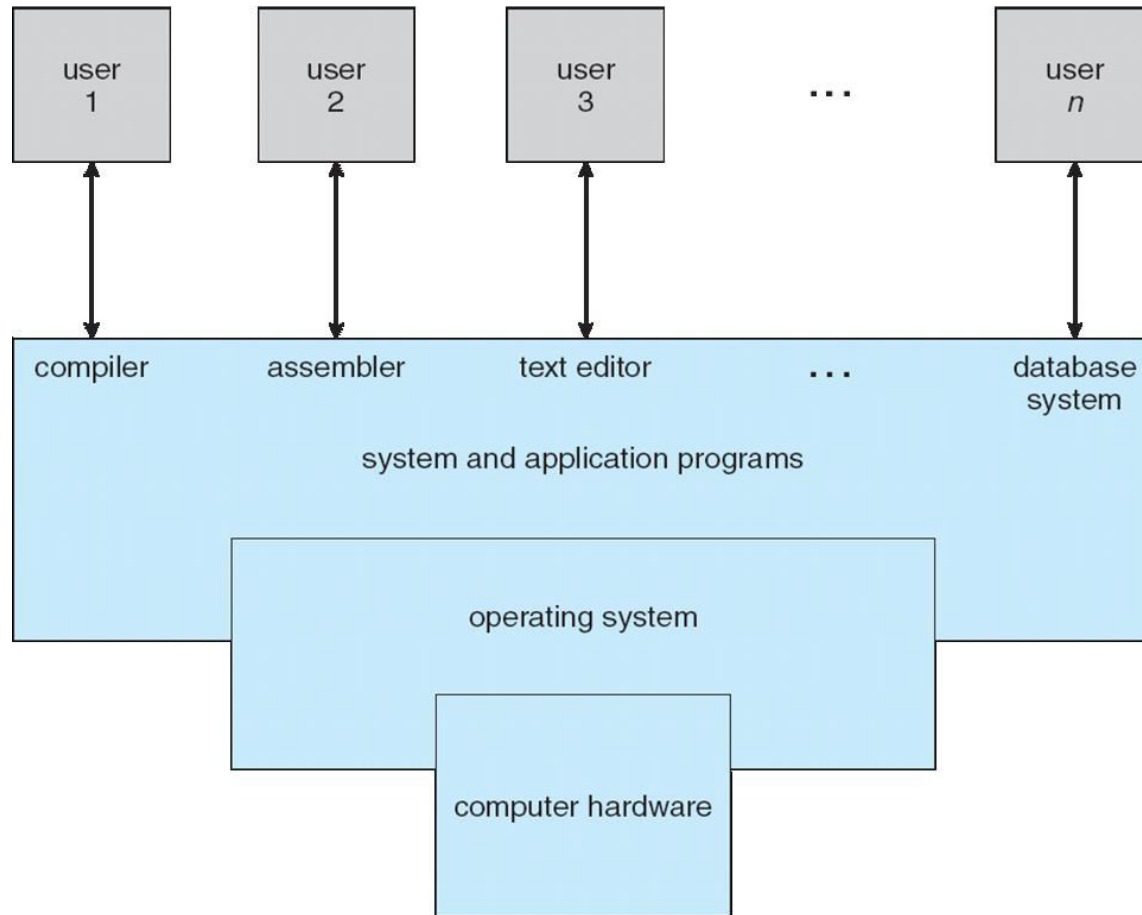 user
1
user
2
user
3
...
user
n
compiler
assembler
text editor
...
database
system
system and application programs
operating system
computer hardware